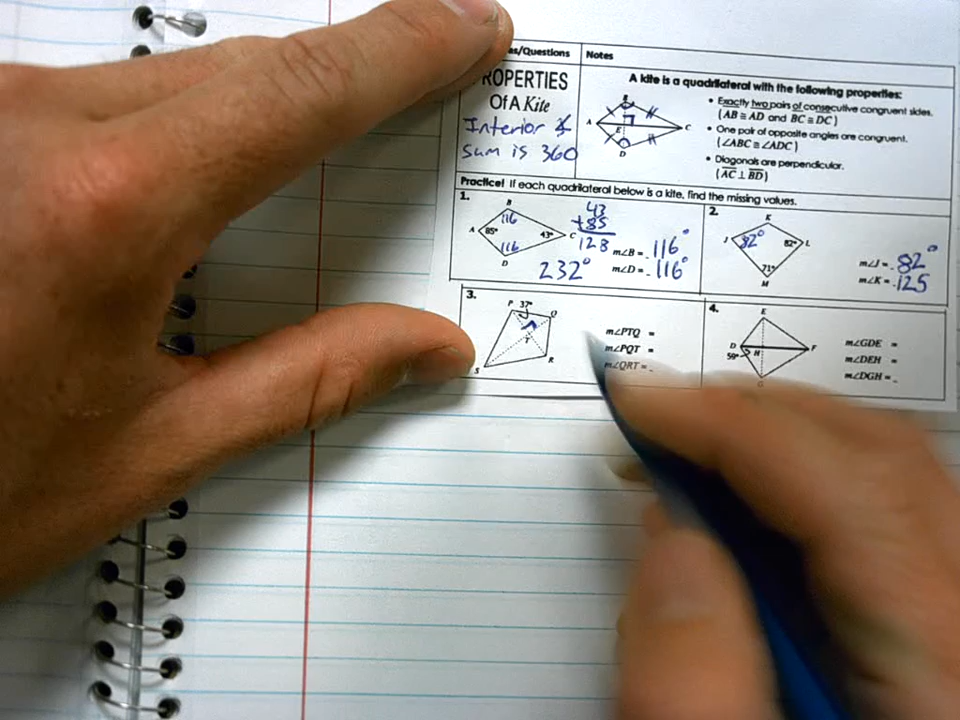 es/Questions
Notes
ROPERTIES
Of A Kite
Interior ∡
sum is 360
A kite is a quadrilateral with the following properties:
• Exactly two pairs of consecutive congruent sides.
(AB ≅ AD and BC ≅ DC)
• One pair of opposite angles are congruent.
(∠ABC ≅ ∠ADC)
• Diagonals are perpendicular.
(AC ⊥ BD)
B
A
C
E
D
Practice! If each quadrilateral below is a kite, find the missing values.
1.
B
116
A
85°
43°
C
116
D
232°
43
+85
128
m∠B = 116°
m∠D = 116°
2.
K
J
82°
82°
L
71°
M
m∠J = 82°
m∠K = 125
3.
P
37°
Q
T
S
R
m∠PTQ =
m∠PQT =
m∠QRT =
4.
E
D
H
F
59°
G
m∠GDE =
m∠DEH =
m∠DGH =